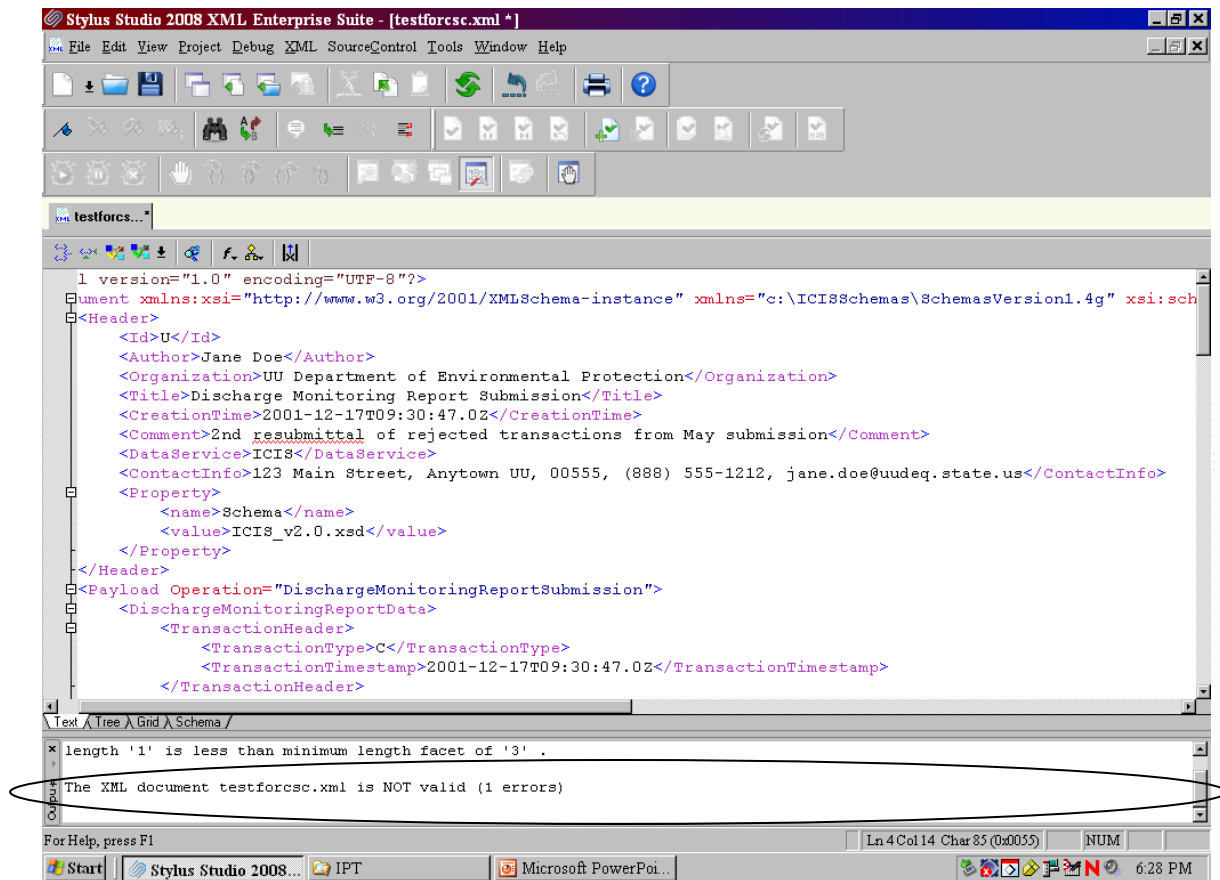 Stylus Studio 2008 XML Enterprise Suite - [testforcsc.xml *]
File Edit View Project Debug XML SourceControl Tools Window Help
testforcs...*
l version="1.0" encoding="UTF-8"?>
ument xmlns:xsi="http://www.w3.org/2001/XMLSchema-instance" xmlns="c:\ICISSchemas\SchemasVersion1.4g" xsi:sch
<Header>
<Id>U</Id>
<Author>Jane Doe</Author>
<Organization>UU Department of Environmental Protection</Organization>
<Title>Discharge Monitoring Report Submission</Title>
<CreationTime>2001-12-17T09:30:47.0Z</CreationTime>
<Comment>2nd resubmittal of rejected transactions from May submission</Comment>
<DataService>ICIS</DataService>
<ContactInfo>123 Main Street, Anytown UU, 00555, (888) 555-1212, jane.doe@uudeq.state.us</ContactInfo>
<Property>
<name>Schema</name>
<value>ICIS_v2.0.xsd</value>
</Property>
</Header>
<Payload Operation="DischargeMonitoringReportSubmission">
<DischargeMonitoringReportData>
<TransactionHeader>
<TransactionType>C</TransactionType>
<TransactionTimestamp>2001-12-17T09:30:47.0Z</TransactionTimestamp>
</TransactionHeader>
Text Tree Grid Schema
length '1' is less than minimum length facet of '3' .
The XML document testforcsc.xml is NOT valid (1 errors)
For Help, press F1
Ln 4 Col 14 Char 85 (0x0055) NUM
Start Stylus Studio 2008... IPT Microsoft PowerPoi... 6:28 PM